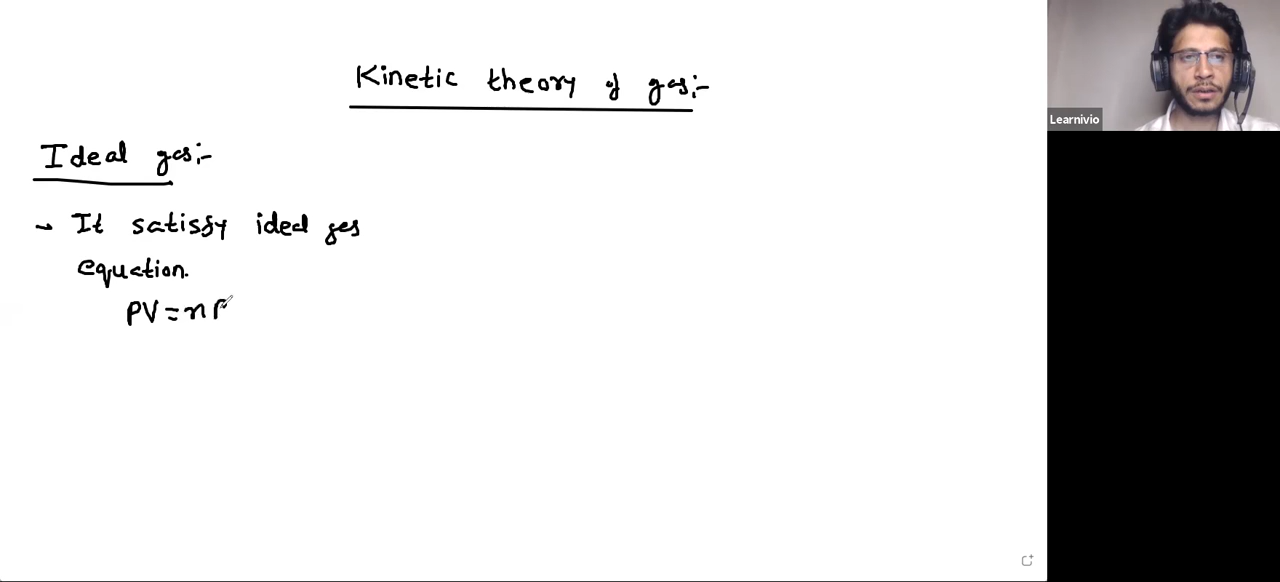 Kinetic theory of gas:-
Ideal gas:-
→ It satisfy ideal gas
equation.
PV = n
Learnivio